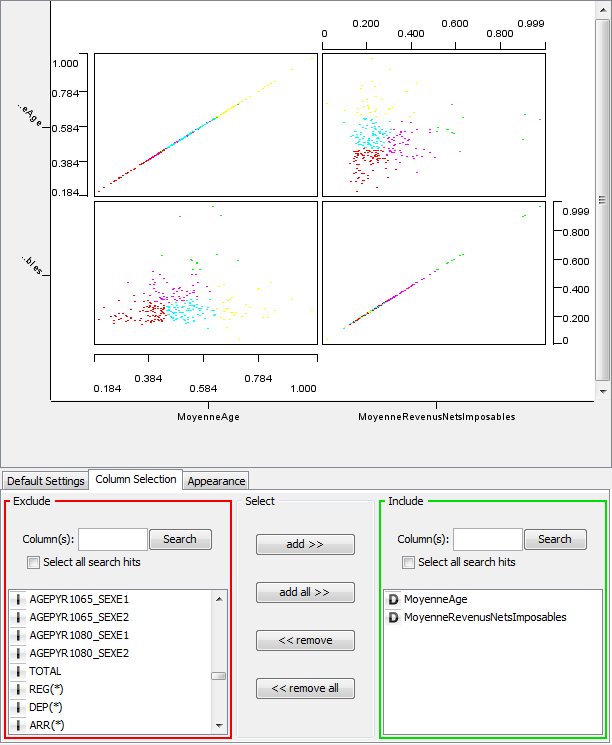 0.200 0.600 0.999
0 0.400 0.800
1.000
0.784
0.584
0.384
0.184
..eAge
..bles
0.999
0.800
0.600
0.400
0.200
0
0.384 0.784
0.184 0.584 1.000
MoyenneAge MoyenneRevenusNetsImposables
Default Settings Column Selection Appearance
Exclude Select Include
Column(s): Search
Select all search hits
AGEPYR1065_SEXE1
AGEPYR1065_SEXE2
AGEPYR1080_SEXE1
AGEPYR1080_SEXE2
TOTAL
REG(*)
DEP(*)
ARR(*)
add >>
add all >>
<< remove
<< remove all
Column(s): Search
Select all search hits
D MoyenneAge
D MoyenneRevenusNetsImposables